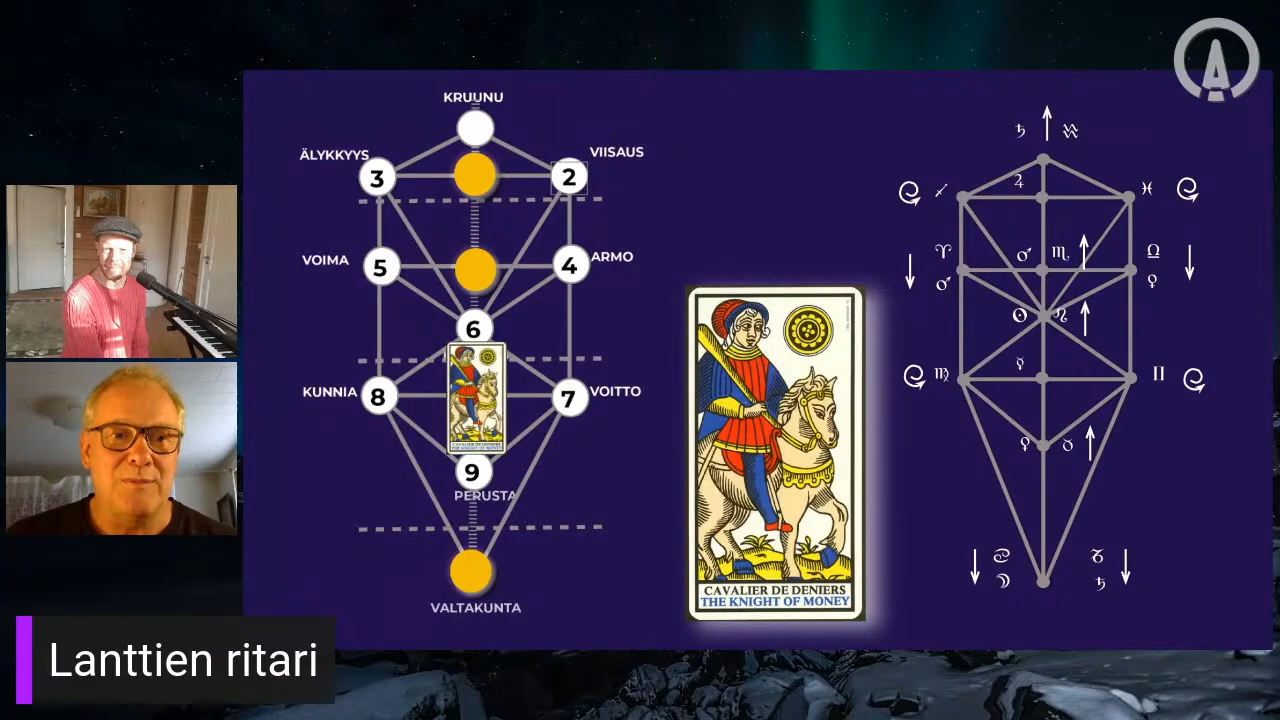 KRUUNU
ÄLYKKYYS
VIISAUS
3
2
VOIMA
ARMO
5
4
6
KUNNIA
VOITTO
8
7
9
PERUSTA
VALTAKUNTA
CAVALIER DE DENIERS
THE KNIGHT OF MONEY
♄ ♒
♃
♐ ♓
♈ ♂ ♏ ♎
♂ ♀
☉ ♌
♍ ☿ ♊
♀ ♉
♋ ♑
☽ ♄
Lanttien ritari